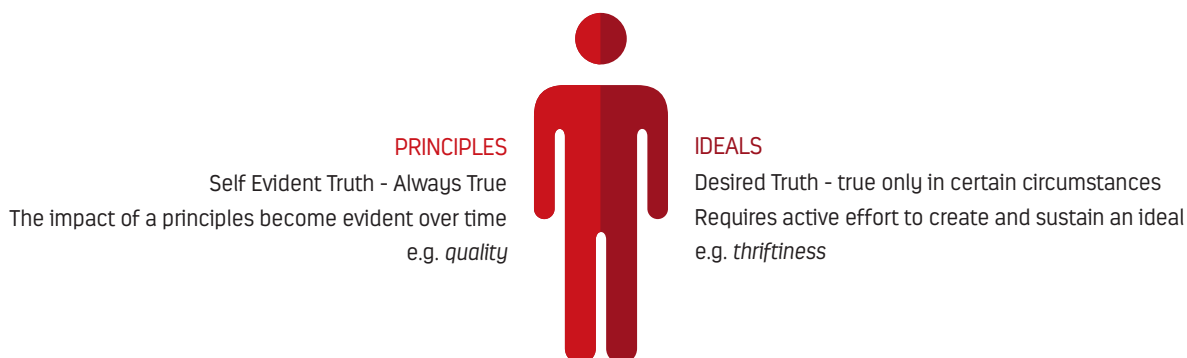 PRINCIPLES
Self Evident Truth - Always True
The impact of a principles become evident over time
e.g. quality
IDEALS
Desired Truth - true only in certain circumstances
Requires active effort to create and sustain an ideal
e.g. thriftiness